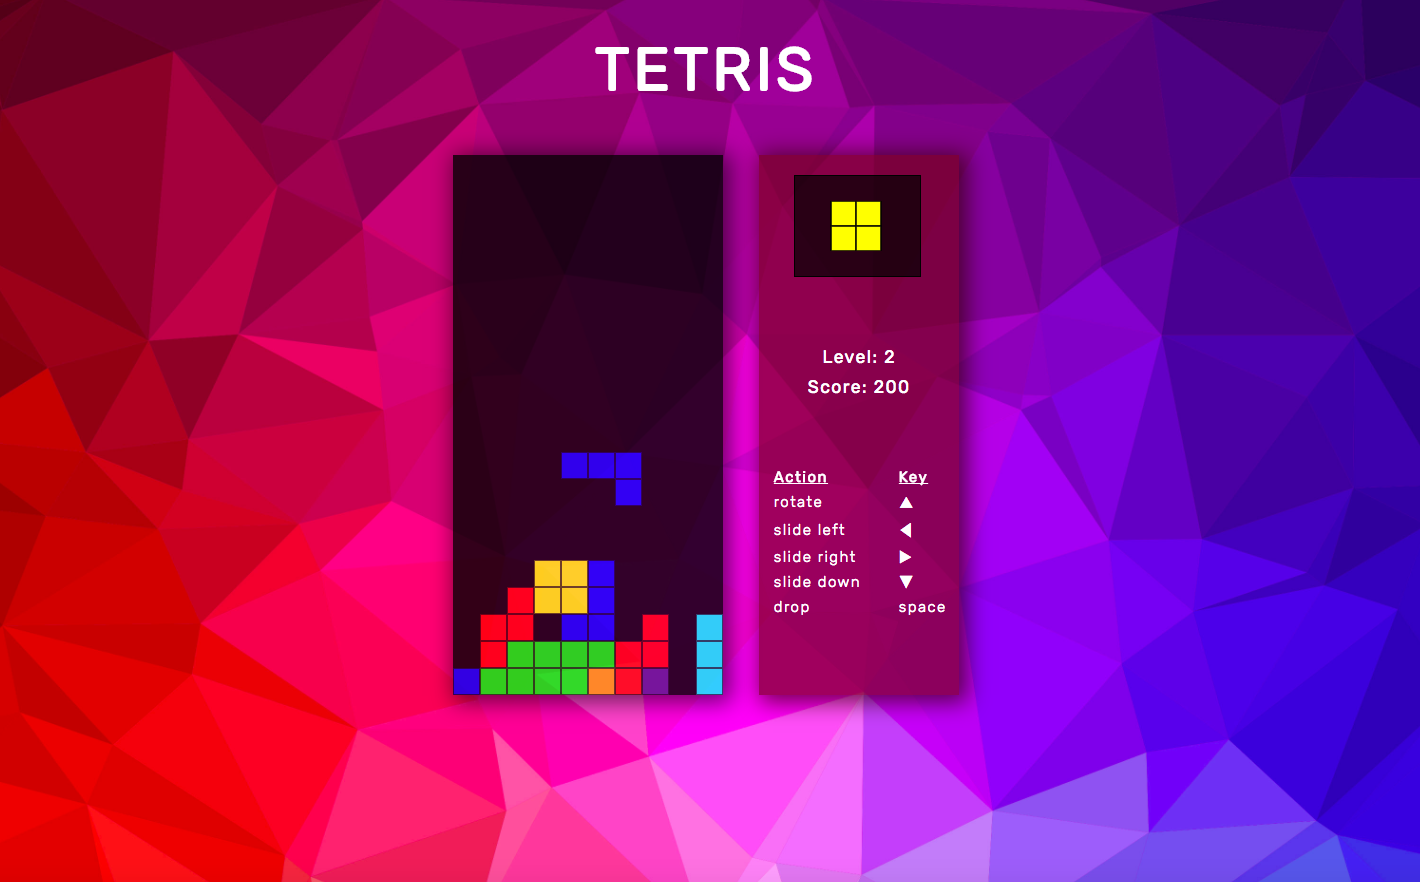 TETRIS
Level: 2
Score: 200
Action Key
rotate
slide left
slide right
slide down
drop space